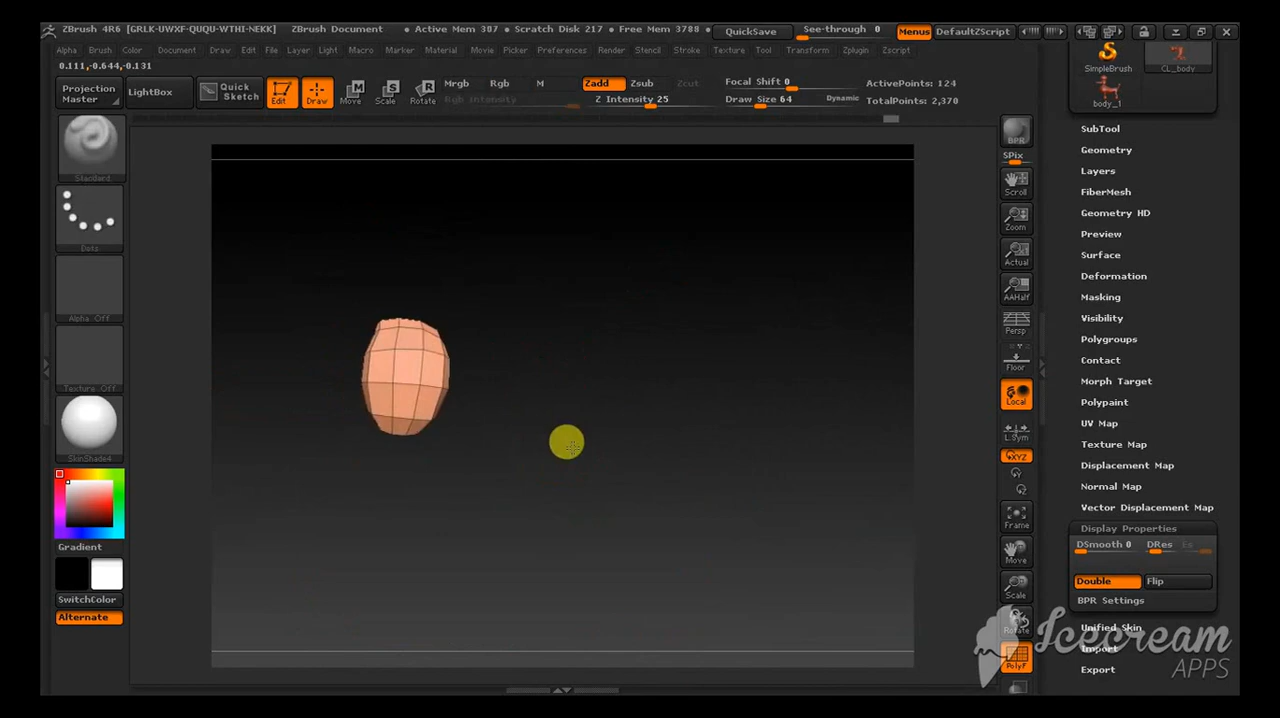 ZBrush 4R6 [GRLK-UWXF-QUQU-WTHI-NEKK] ZBrush Document • Active Mem 307 • Scratch Disk 217 • Free Mem 3788 • QuickSave See-through 0 Menus DefaultZScript
Alpha Brush Color Document Draw Edit File Layer Light Macro Marker Material Movie Picker Preferences Render Stencil Stroke Texture Tool Transform Zplugin Zscript
0.111,-0.644,-0.131
Projection Master
LightBox
Quick Sketch
Edit
Draw
Move
Scale
Rotate
Mrgb Rgb M
Rgb Intensity
Zadd Zsub Zcut
Z Intensity 25
Focal Shift 0
Draw Size 64 Dynamic
ActivePoints: 124
TotalPoints: 2,370
Standard
Dots
Alpha Off
Texture Off
SkinShade4
Gradient
SwitchColor
Alternate
BPR
SPix
Scroll
Zoom
Actual
AAHalf
Persp
Floor
Local
L.Sym
XYZ
Frame
Move
Scale
Rotate
PolyF
SimpleBrush CL_body
body_1
SubTool
Geometry
Layers
FiberMesh
Geometry HD
Preview
Surface
Deformation
Masking
Visibility
Polygroups
Contact
Morph Target
Polypaint
UV Map
Texture Map
Displacement Map
Normal Map
Vector Displacement Map
Display Properties
DSmooth 0 DRes Es
Double Flip
BPR Settings
Unified Skin
Import
Export
Icecream
APPS